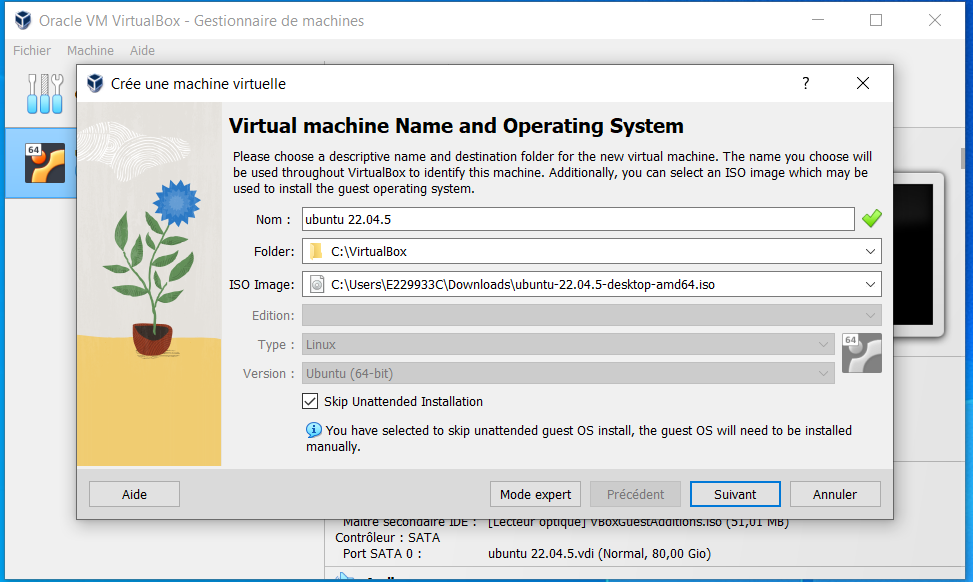 Oracle VM VirtualBox - Gestionnaire de machines
Fichier Machine Aide
Crée une machine virtuelle
?
64
Virtual machine Name and Operating System
Please choose a descriptive name and destination folder for the new virtual machine. The name you choose will
be used throughout VirtualBox to identify this machine. Additionally, you can select an ISO image which may be
used to install the guest operating system.
Nom : ubuntu 22.04.5
Folder: C:\VirtualBox
ISO Image: C:\Users\E229933C\Downloads\ubuntu-22.04.5-desktop-amd64.iso
Edition:
Type : Linux
64
Version : Ubuntu (64-bit)
Skip Unattended Installation
You have selected to skip unattended guest OS install, the guest OS will need to be installed
manually.
Aide Mode expert Précédent Suivant Annuler
Maître secondaire IDE : [Lecteur optique] VBoxGuestAdditions.iso (51,01 MB)
Contrôleur : SATA
Port SATA 0 : ubuntu 22.04.5.vdi (Normal, 80,00 Gio)